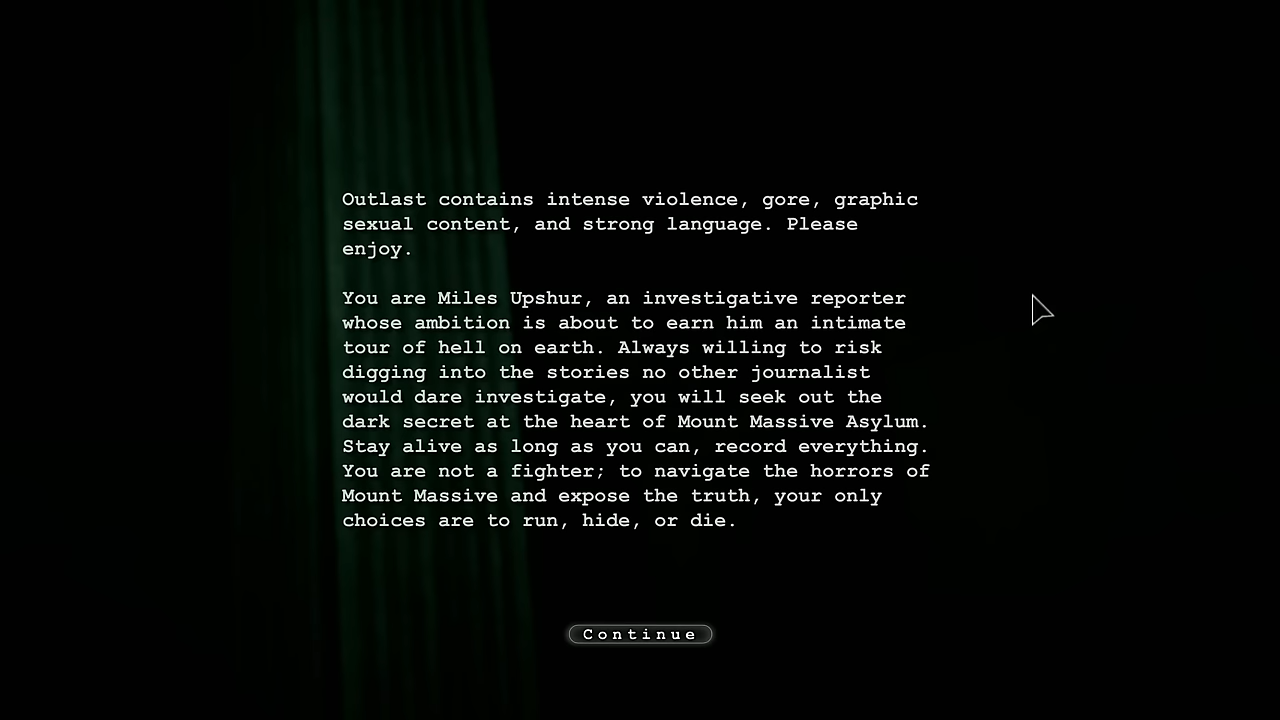 Outlast contains intense violence, gore, graphic
sexual content, and strong language. Please
enjoy.
You are Miles Upshur, an investigative reporter
whose ambition is about to earn him an intimate
tour of hell on earth. Always willing to risk
digging into the stories no other journalist
would dare investigate, you will seek out the
dark secret at the heart of Mount Massive Asylum.
Stay alive as long as you can, record everything.
You are not a fighter; to navigate the horrors of
Mount Massive and expose the truth, your only
choices are to run, hide, or die.
Continue